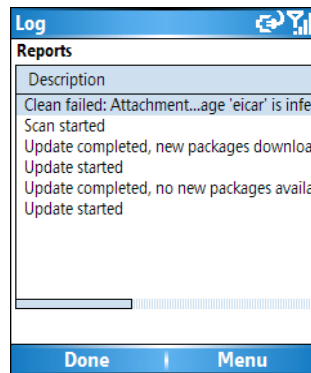 Log
Reports
Description
Clean failed: Attachment...age 'eicar' is infe
Scan started
Update completed, new packages downloa
Update started
Update completed, no new packages availa
Update started
Done
Menu